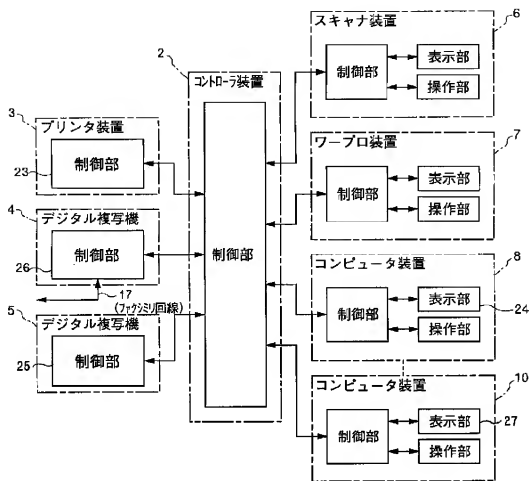 3
プリンタ装置
制御部
23
4
デジタル複写機
制御部
26
17
(ファクシミリ回線)
5
デジタル複写機
制御部
25
2
コントローラ装置
制御部
6
スキャナ装置
制御部
表示部
操作部
7
ワープロ装置
制御部
表示部
操作部
8
コンピュータ装置
制御部
表示部
24
操作部
10
コンピュータ装置
制御部
表示部
27
操作部